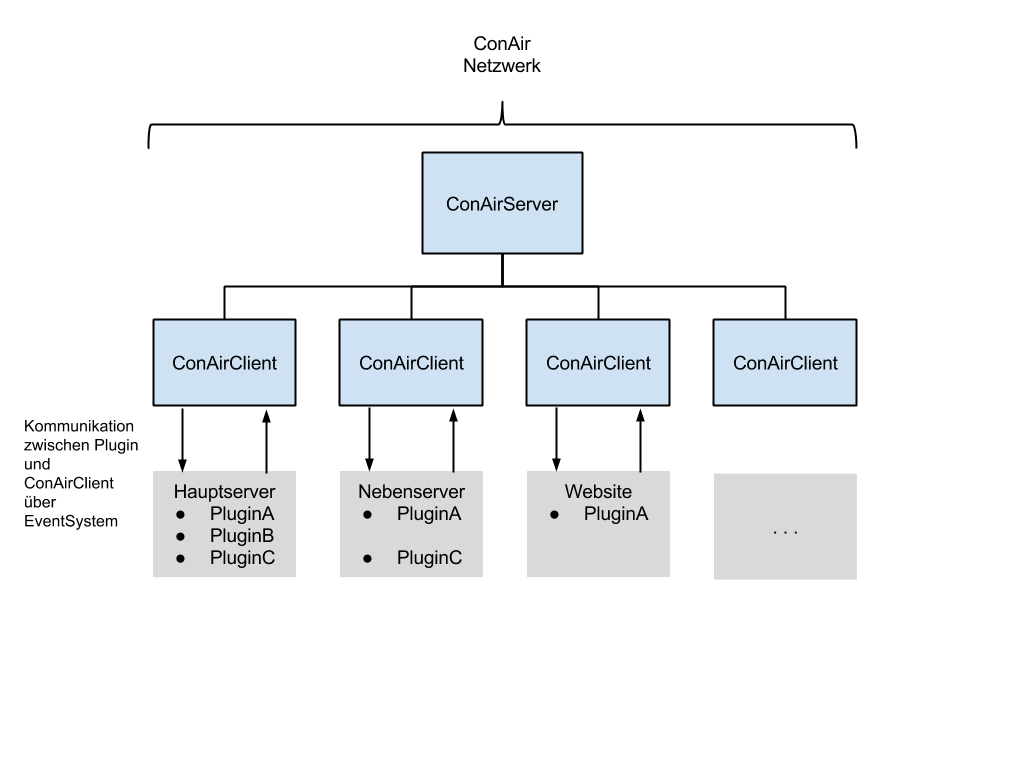 ConAir
Netzwerk
ConAirServer
ConAirClient
ConAirClient
ConAirClient
ConAirClient
Kommunikation
zwischen Plugin
und
ConAirClient
über
EventSystem
Hauptserver
● PluginA
● PluginB
● PluginC
Nebenserver
● PluginA
● PluginC
Website
● PluginA
. . .